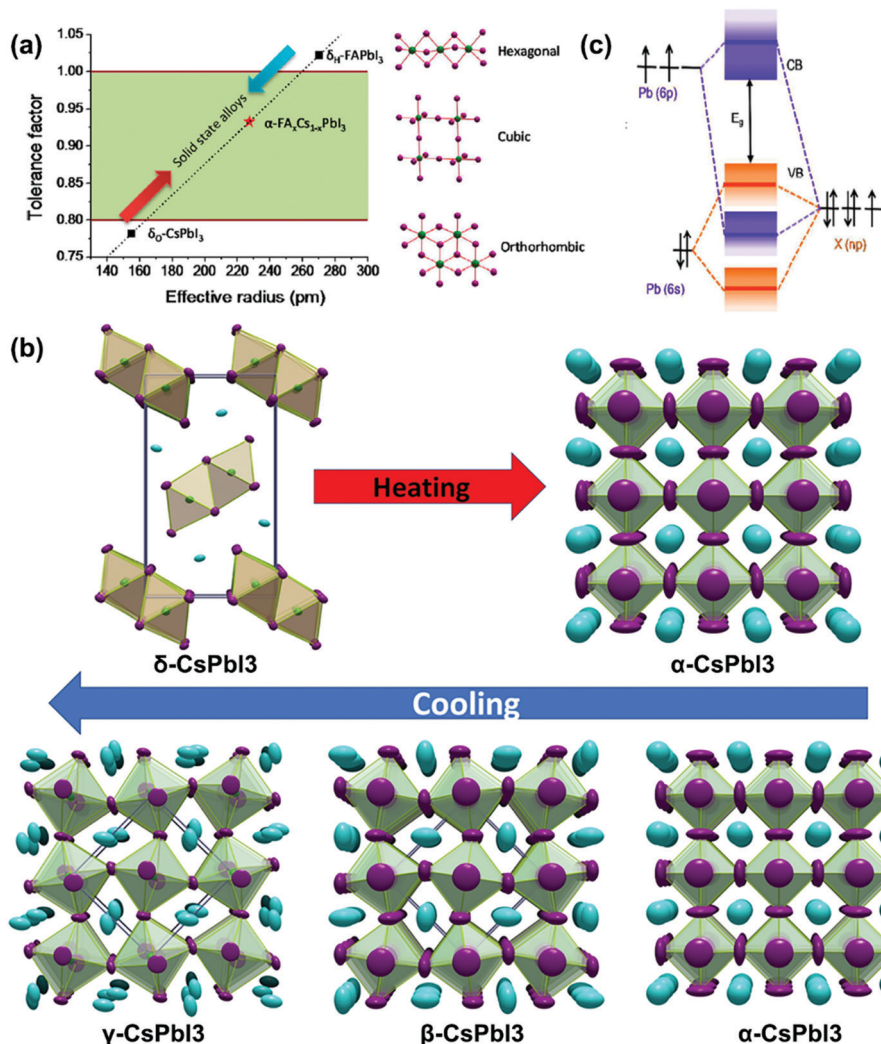 (a)
Tolerance factor
1.05
1.00
0.95
0.90
0.85
0.80
0.75
140 160 180 200 220 240 260 280 300
Effective radius (pm)
δH-FAPbI3
Solid state alloys
α-FAxCs1-xPbI3
δO-CsPbI3
Hexagonal
Cubic
Orthorhombic
(c)
CB
Pb (6p)
Eg
:
VB
X (np)
Pb (6s)
(b)
Heating
δ-CsPbI3
α-CsPbI3
Cooling
γ-CsPbI3
β-CsPbI3
α-CsPbI3